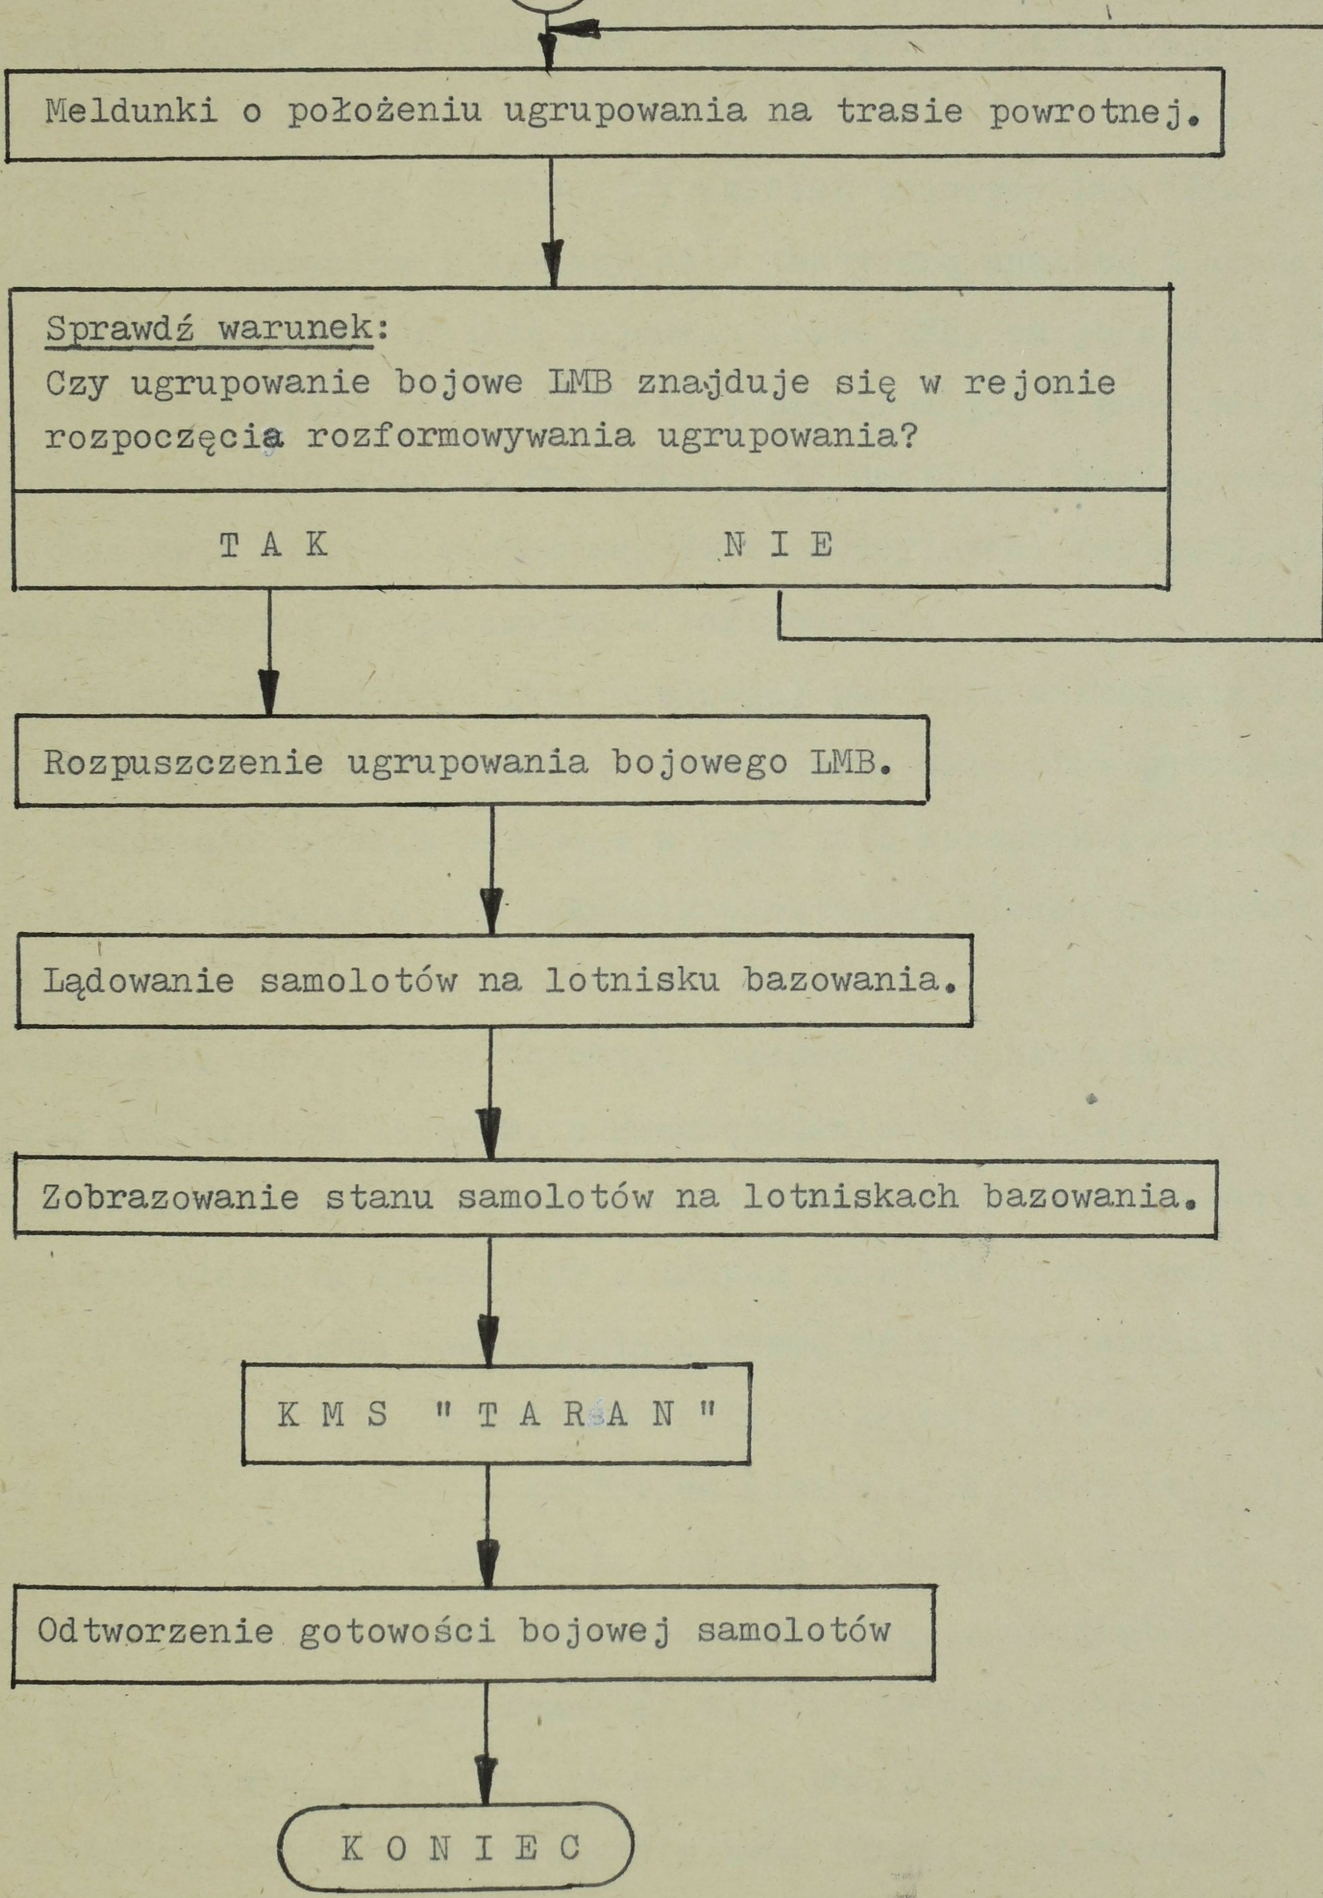 Meldunki o położeniu ugrupowania na trasie powrotnej.
Sprawdź warunek:
Czy ugrupowanie bojowe LMB znajduje się w rejonie
rozpoczęcia rozformowywania ugrupowania?
T A K N I E
Rozpuszczenie ugrupowania bojowego LMB.
Lądowanie samolotów na lotnisku bazowania.
Zobrazowanie stanu samolotów na lotniskach bazowania.
K M S " T A R A N "
Odtworzenie gotowości bojowej samolotów
K O N I E C